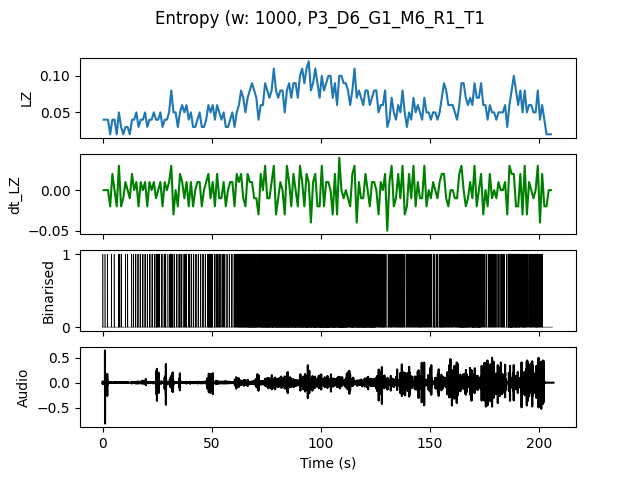 Entropy (w: 1000, P3_D6_G1_M6_R1_T1
0.10
0.05
LZ
0.00
−0.05
dt_LZ
1
0
Binarised
0.5
0.0
−0.5
Audio
0 50 100 150 200
Time (s)